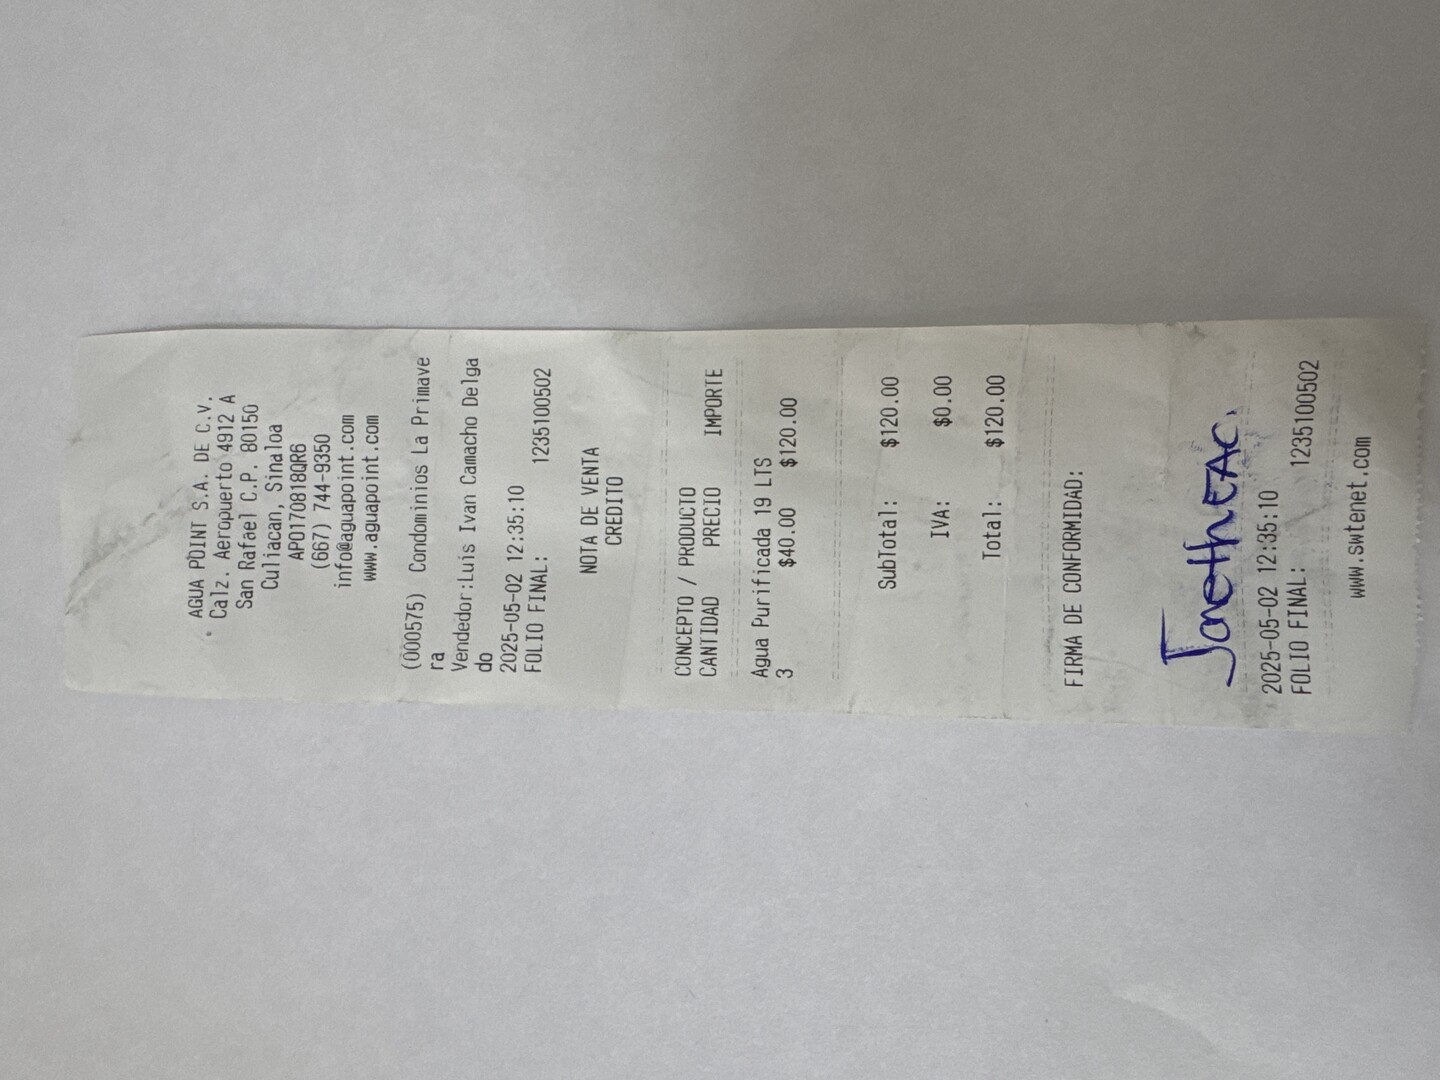 AGUA POINT S.A. DE C.V.
Calz. Aeropuerto 4912 A
San Rafael C.P. 80150
Culiacan, Sinaloa
APO170818QR6
(667) 744-9350
info@aguapoint.com
www.aguapoint.com
(000575) Condominios La Primave
ra
Vendedor:Luis Ivan Camacho Delga
do
2025-05-02 12:35:10
FOLIO FINAL: 1235100502
NOTA DE VENTA
CREDITO
CONCEPTO / PRODUCTO
CANTIDAD PRECIO IMPORTE
Agua Purificada 19 LTS
3 $40.00 $120.00
SubTotal: $120.00
IVA: $0.00
Total: $120.00
FIRMA DE CONFORMIDAD:
2025-05-02 12:35:10
FOLIO FINAL: 1235100502
www.swtenet.com